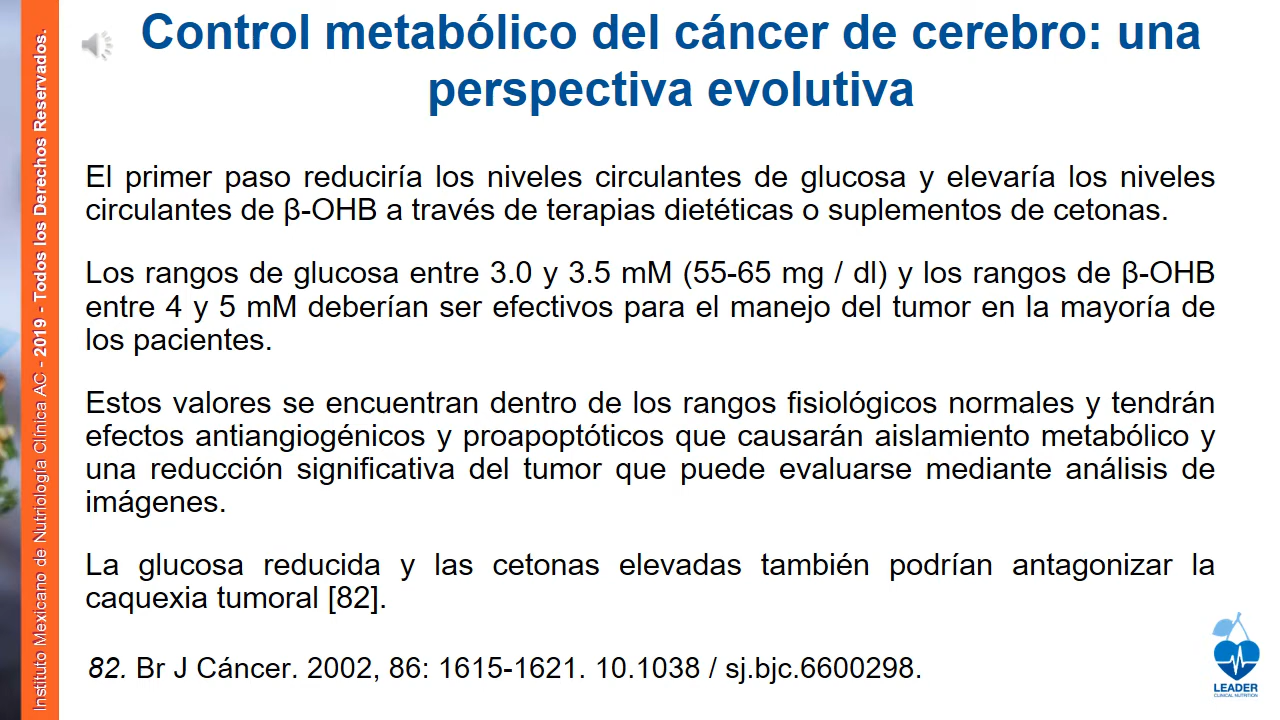 Control metabólico del cáncer de cerebro: una
perspectiva evolutiva
El primer paso reduciría los niveles circulantes de glucosa y elevaría los niveles
circulantes de β-OHB a través de terapias dietéticas o suplementos de cetonas.
Los rangos de glucosa entre 3.0 y 3.5 mM (55-65 mg / dl) y los rangos de β-OHB
entre 4 y 5 mM deberían ser efectivos para el manejo del tumor en la mayoría de
los pacientes.
Estos valores se encuentran dentro de los rangos fisiológicos normales y tendrán
efectos antiangiogénicos y proapoptóticos que causarán aislamiento metabólico y
una reducción significativa del tumor que puede evaluarse mediante análisis de
imágenes.
La glucosa reducida y las cetonas elevadas también podrían antagonizar la
caquexia tumoral [82].
82. Br J Cáncer. 2002, 86: 1615-1621. 10.1038 / sj.bjc.6600298.
Instituto Mexicano de Nutriología Clínica AC - 2019 - Todos los Derechos Reservados.
LEADER
CLINICAL NUTRITION